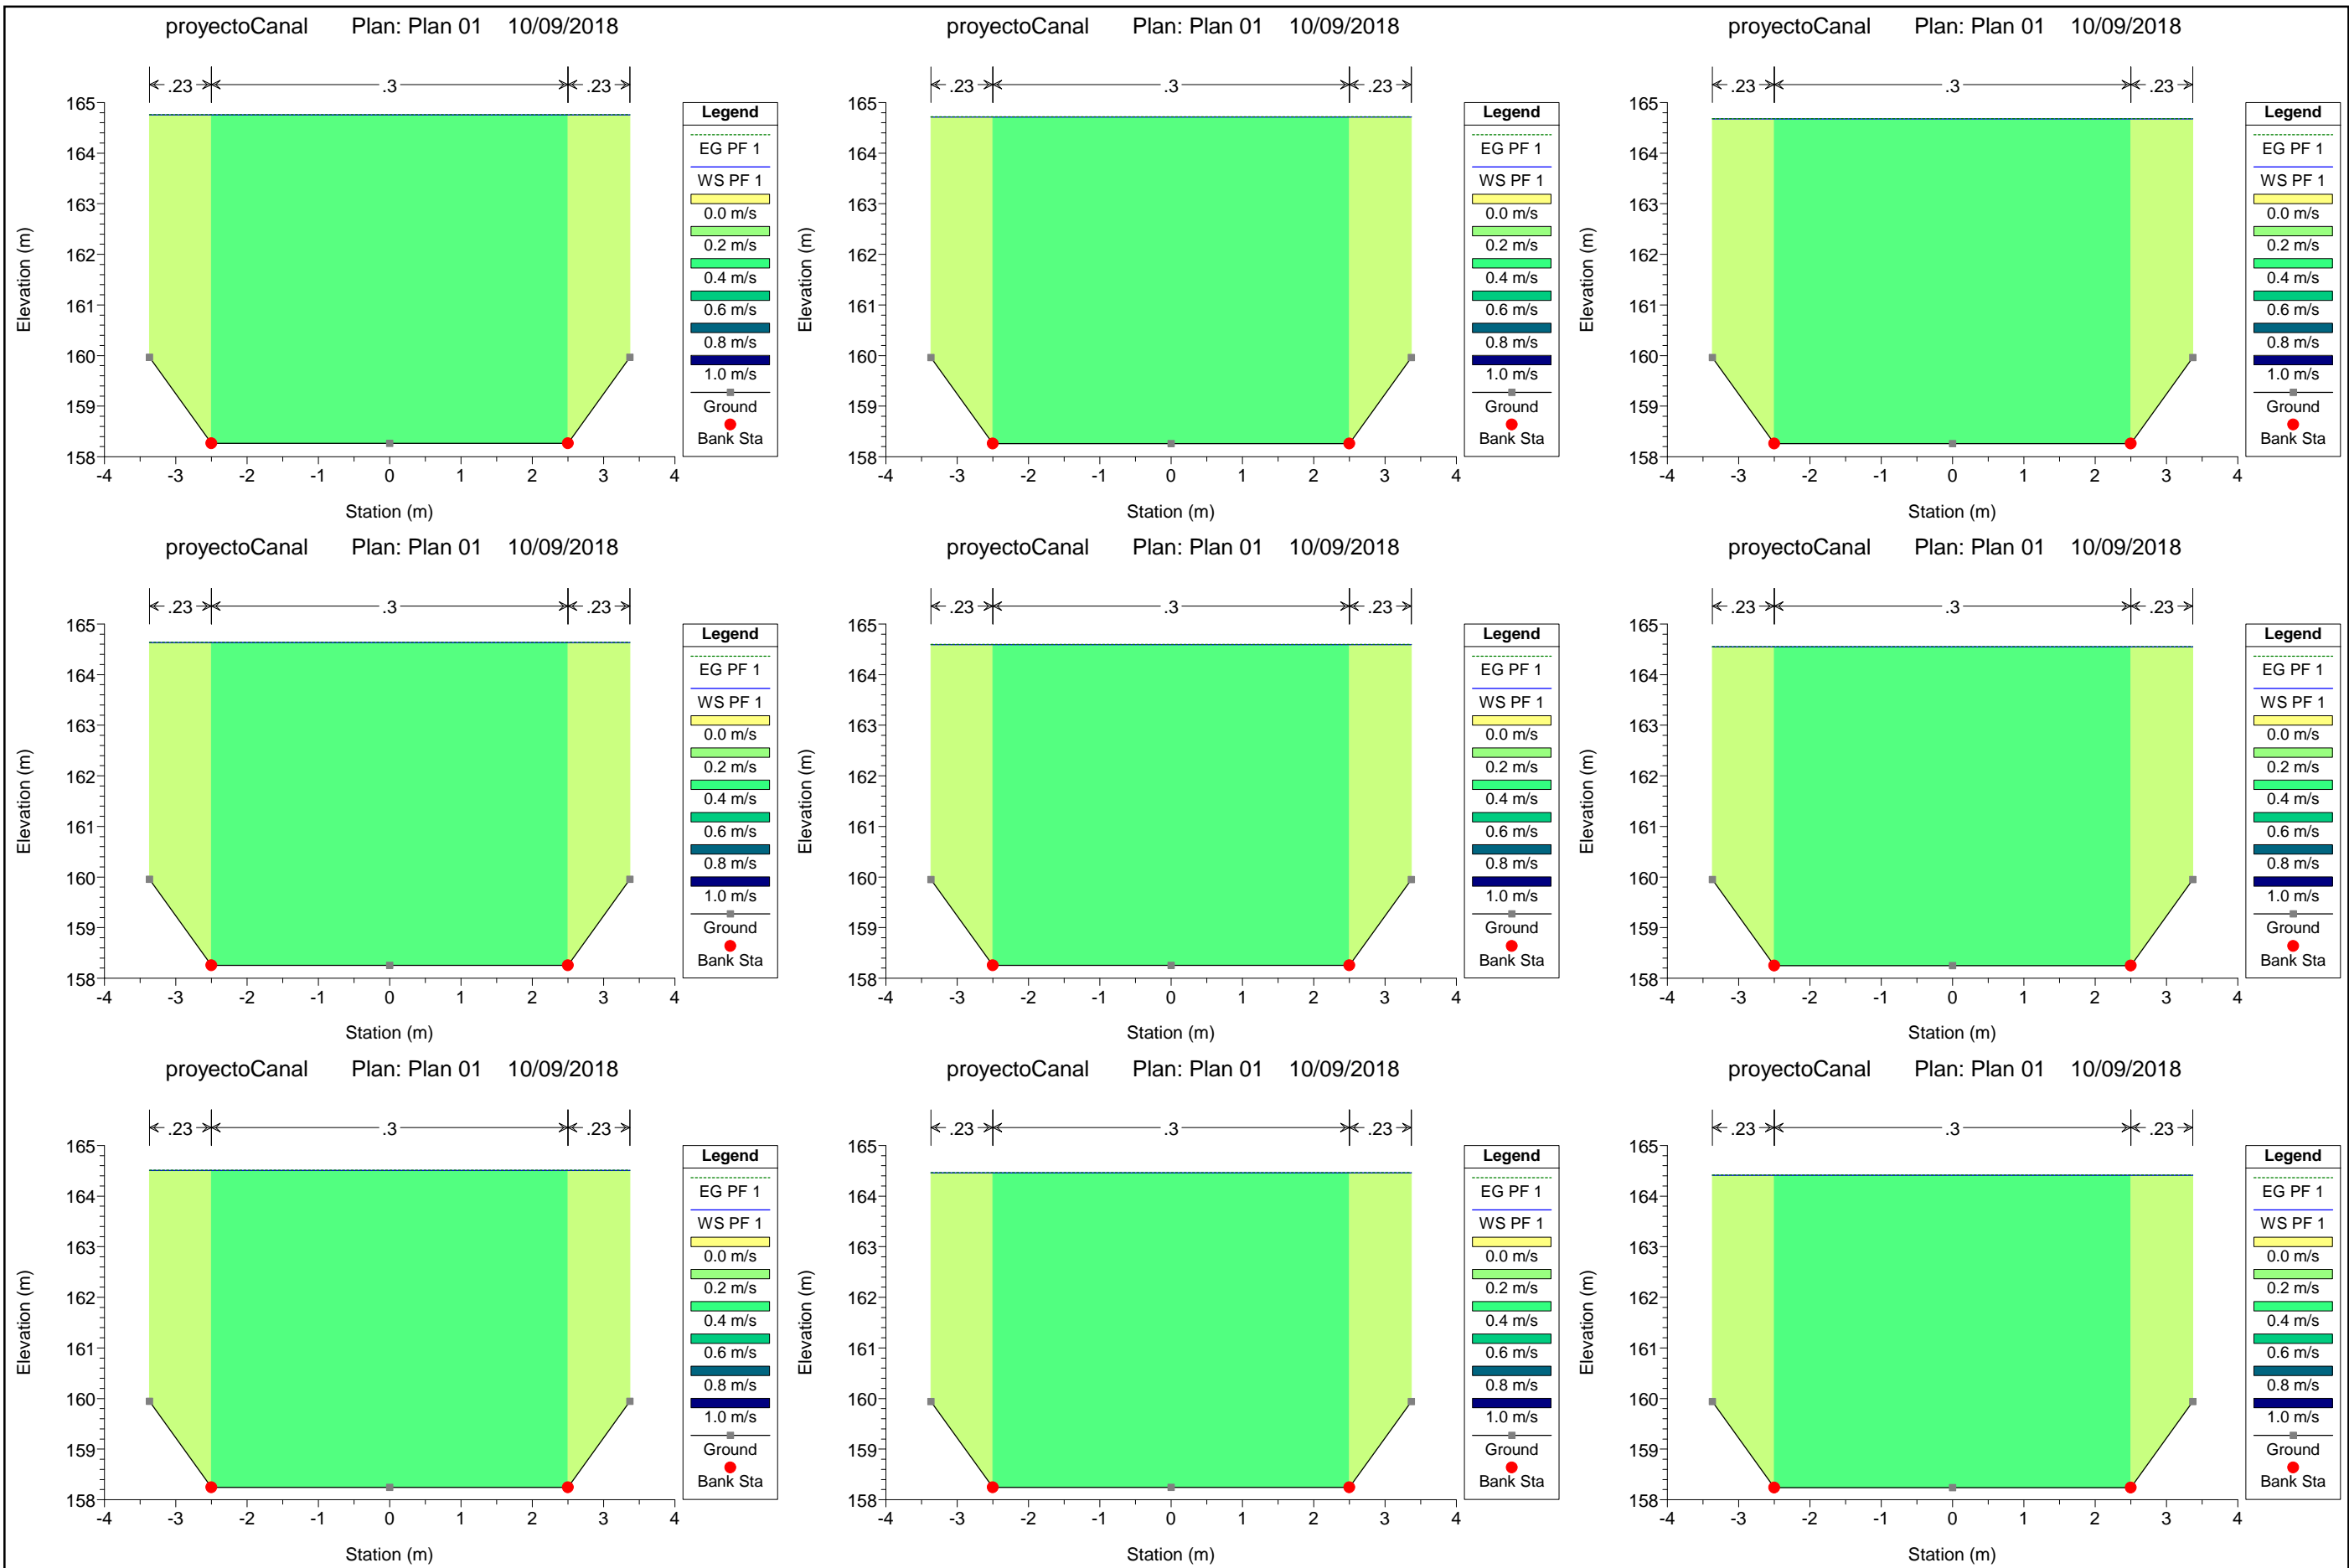 proyectoCanal Plan: Plan 01 10/09/2018
.23 .3 .23
165
164
163
162
161
160
159
158
Elevation (m)
-4 -3 -2 -1 0 1 2 3 4
Station (m)
Legend
EG PF 1
WS PF 1
0.0 m/s
0.2 m/s
0.4 m/s
0.6 m/s
0.8 m/s
1.0 m/s
Ground
Bank Sta
proyectoCanal Plan: Plan 01 10/09/2018
.23 .3 .23
165
164
163
162
161
160
159
158
Elevation (m)
-4 -3 -2 -1 0 1 2 3 4
Station (m)
Legend
EG PF 1
WS PF 1
0.0 m/s
0.2 m/s
0.4 m/s
0.6 m/s
0.8 m/s
1.0 m/s
Ground
Bank Sta
proyectoCanal Plan: Plan 01 10/09/2018
.23 .3 .23
165
164
163
162
161
160
159
158
Elevation (m)
-4 -3 -2 -1 0 1 2 3 4
Station (m)
Legend
EG PF 1
WS PF 1
0.0 m/s
0.2 m/s
0.4 m/s
0.6 m/s
0.8 m/s
1.0 m/s
Ground
Bank Sta
proyectoCanal Plan: Plan 01 10/09/2018
.23 .3 .23
165
164
163
162
161
160
159
158
Elevation (m)
-4 -3 -2 -1 0 1 2 3 4
Station (m)
Legend
EG PF 1
WS PF 1
0.0 m/s
0.2 m/s
0.4 m/s
0.6 m/s
0.8 m/s
1.0 m/s
Ground
Bank Sta
proyectoCanal Plan: Plan 01 10/09/2018
.23 .3 .23
165
164
163
162
161
160
159
158
Elevation (m)
-4 -3 -2 -1 0 1 2 3 4
Station (m)
Legend
EG PF 1
WS PF 1
0.0 m/s
0.2 m/s
0.4 m/s
0.6 m/s
0.8 m/s
1.0 m/s
Ground
Bank Sta
proyectoCanal Plan: Plan 01 10/09/2018
.23 .3 .23
165
164
163
162
161
160
159
158
Elevation (m)
-4 -3 -2 -1 0 1 2 3 4
Station (m)
Legend
EG PF 1
WS PF 1
0.0 m/s
0.2 m/s
0.4 m/s
0.6 m/s
0.8 m/s
1.0 m/s
Ground
Bank Sta
proyectoCanal Plan: Plan 01 10/09/2018
.23 .3 .23
165
164
163
162
161
160
159
158
Elevation (m)
-4 -3 -2 -1 0 1 2 3 4
Station (m)
Legend
EG PF 1
WS PF 1
0.0 m/s
0.2 m/s
0.4 m/s
0.6 m/s
0.8 m/s
1.0 m/s
Ground
Bank Sta
proyectoCanal Plan: Plan 01 10/09/2018
.23 .3 .23
165
164
163
162
161
160
159
158
Elevation (m)
-4 -3 -2 -1 0 1 2 3 4
Station (m)
Legend
EG PF 1
WS PF 1
0.0 m/s
0.2 m/s
0.4 m/s
0.6 m/s
0.8 m/s
1.0 m/s
Ground
Bank Sta
proyectoCanal Plan: Plan 01 10/09/2018
.23 .3 .23
165
164
163
162
161
160
159
158
Elevation (m)
-4 -3 -2 -1 0 1 2 3 4
Station (m)
Legend
EG PF 1
WS PF 1
0.0 m/s
0.2 m/s
0.4 m/s
0.6 m/s
0.8 m/s
1.0 m/s
Ground
Bank Sta